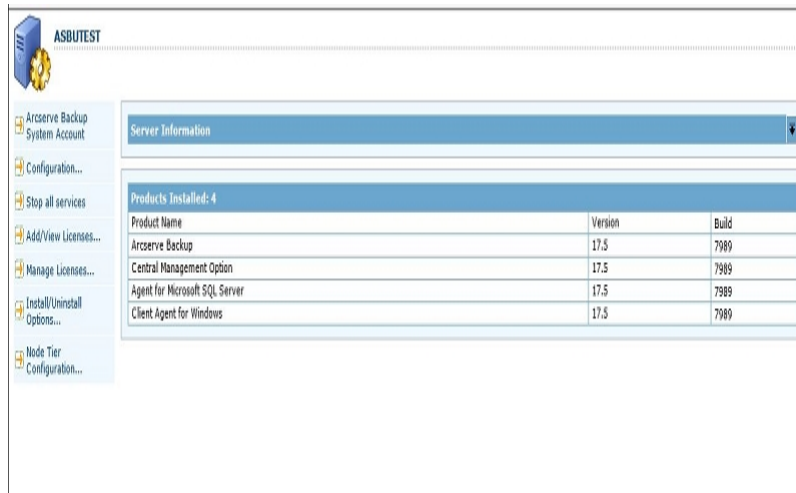 ASBUTEST
Arcserve Backup
System Account
Configuration...
Stop all services
Add/View Licenses...
Manage Licenses...
Install/Uninstall
Options...
Node Tier
Configuration...
Server Information
Products Installed: 4
Product Name Version Build
Arcserve Backup 17.5 7989
Central Management Option 17.5 7989
Agent for Microsoft SQL Server 17.5 7989
Client Agent for Windows 17.5 7989